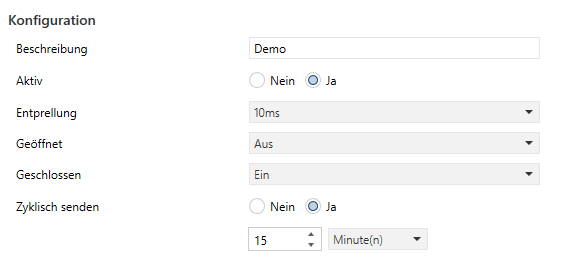 Konfiguration
Beschreibung Demo
Aktiv Nein Ja
Entprellung 10ms
Geöffnet Aus
Geschlossen Ein
Zyklisch senden Nein Ja
15 Minute(n)